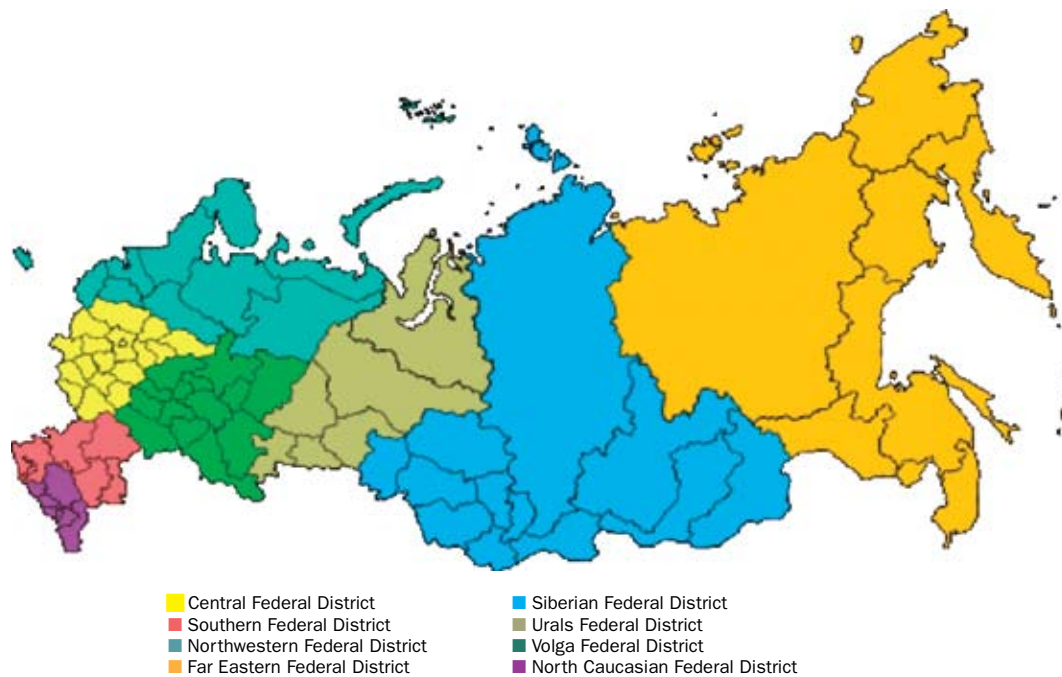 Central Federal District
Southern Federal District
Northwestern Federal District
Far Eastern Federal District
Siberian Federal District
Urals Federal District
Volga Federal District
North Caucasian Federal District